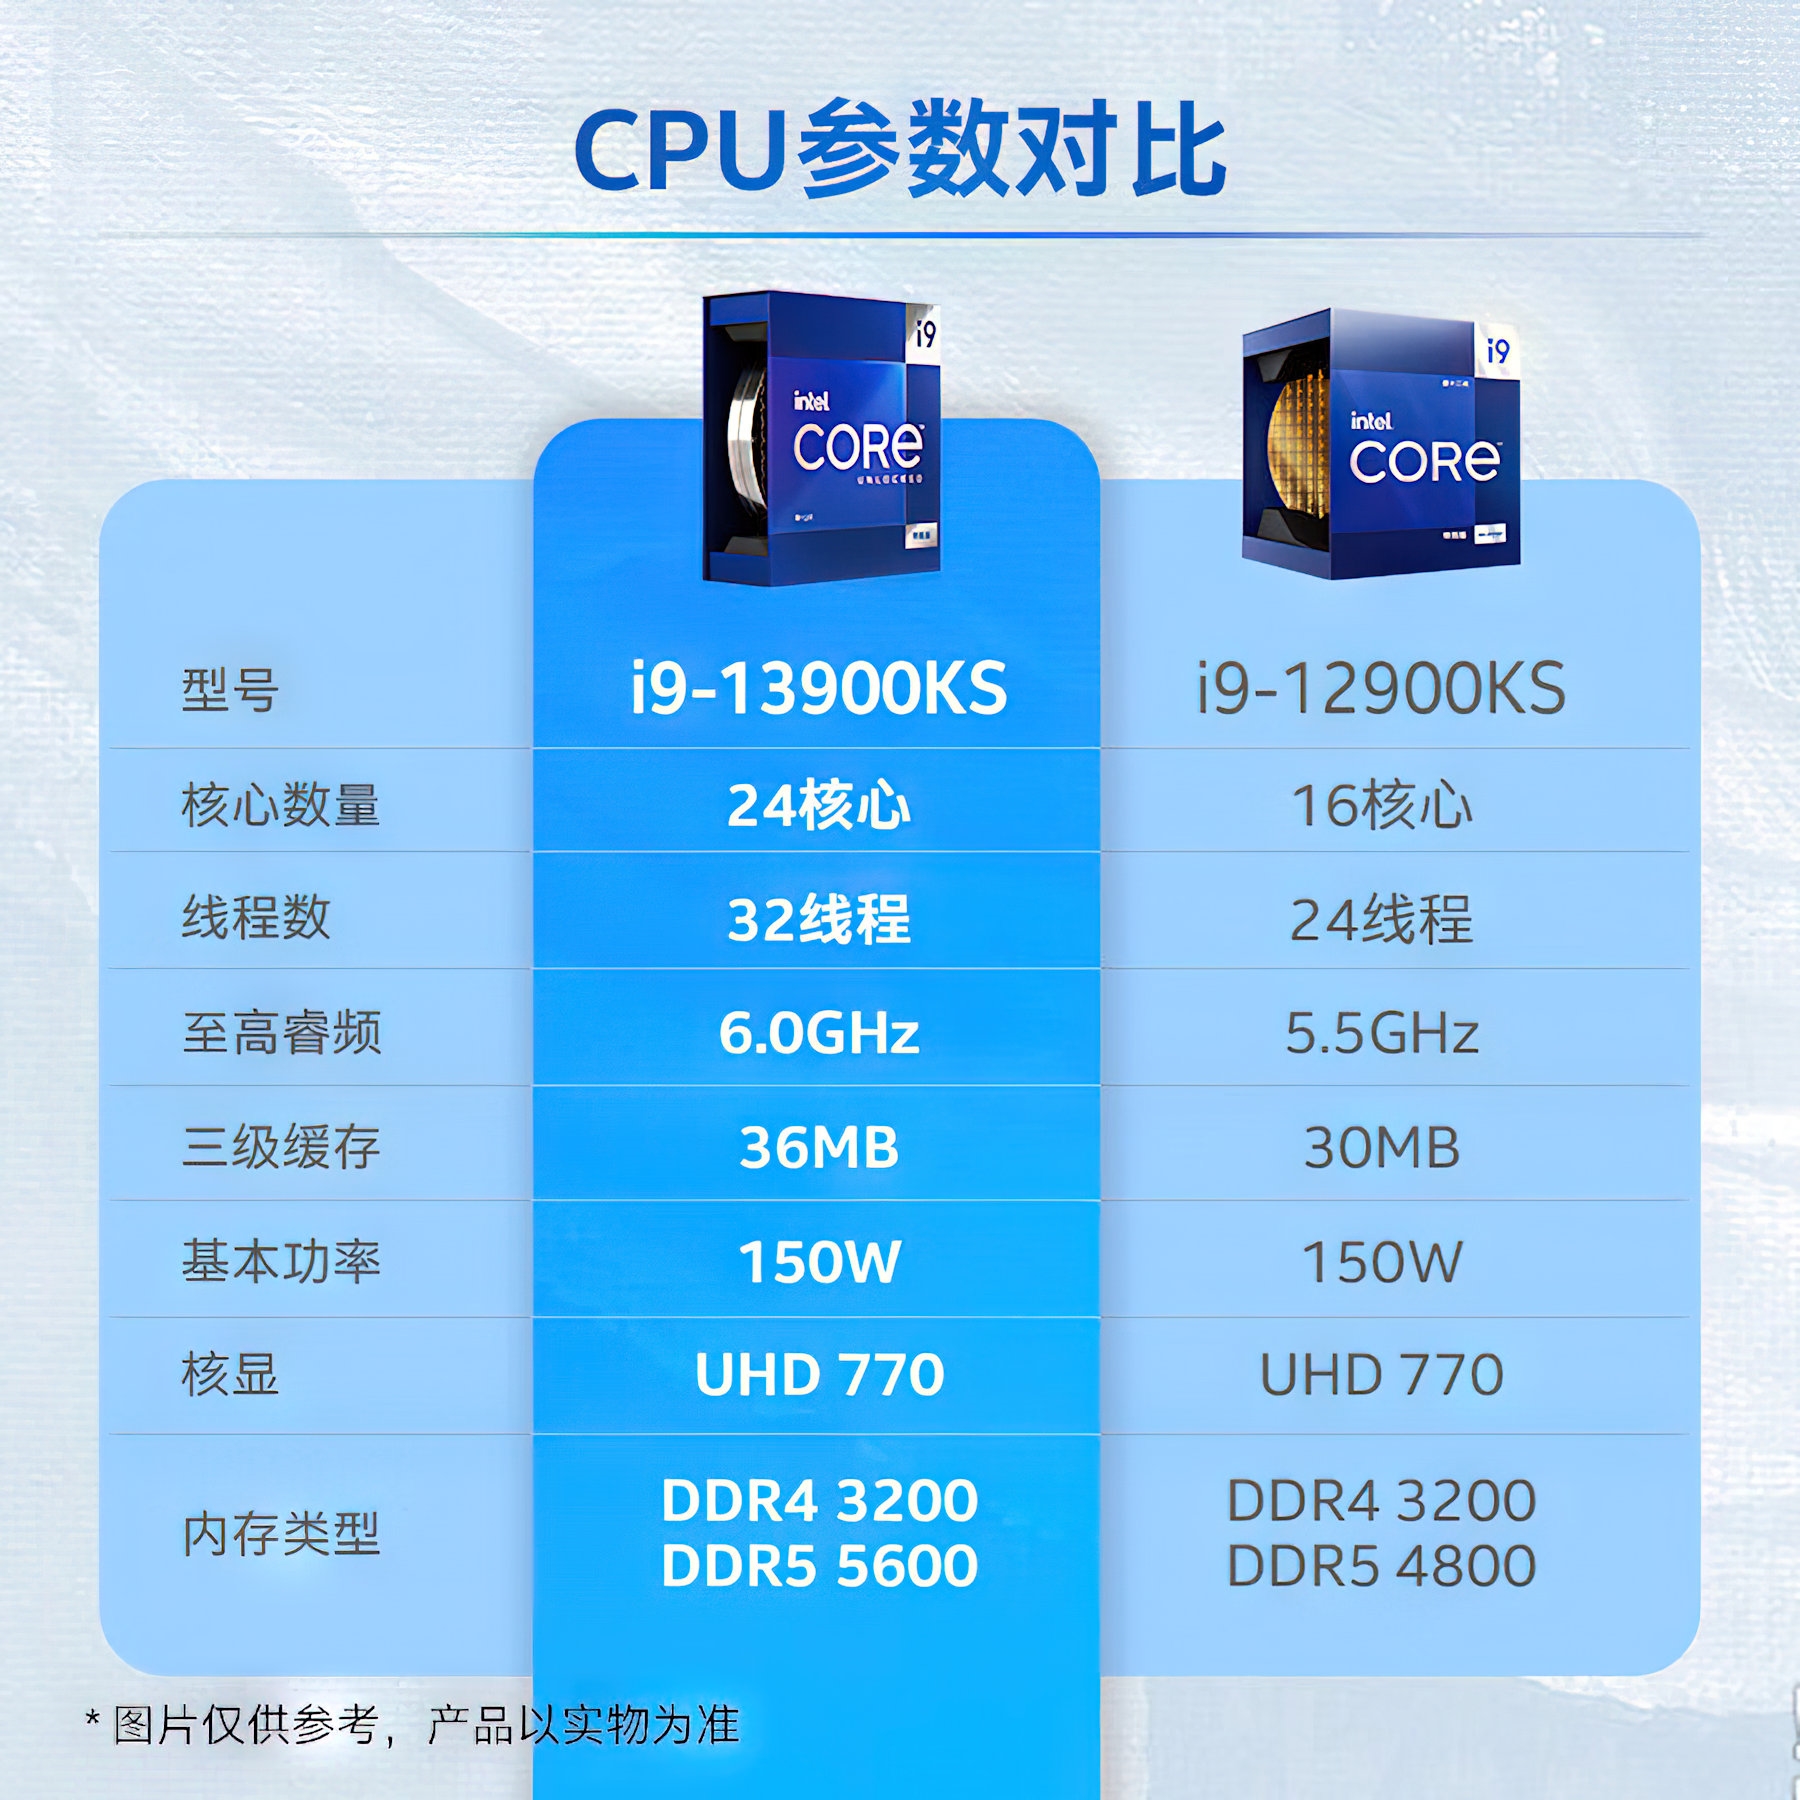 CPU参数对比
i9
intel
CORE
UNLOCKED
i9
intel
CORE
型号 i9-13900KS i9-12900KS
核心数量 24核心 16核心
线程数 32线程 24线程
至高睿频 6.0GHz 5.5GHz
三级缓存 36MB 30MB
基本功率 150W 150W
核显 UHD 770 UHD 770
内存类型 DDR4 3200 DDR4 3200
DDR5 5600 DDR5 4800
* 图片仅供参考，产品以实物为准